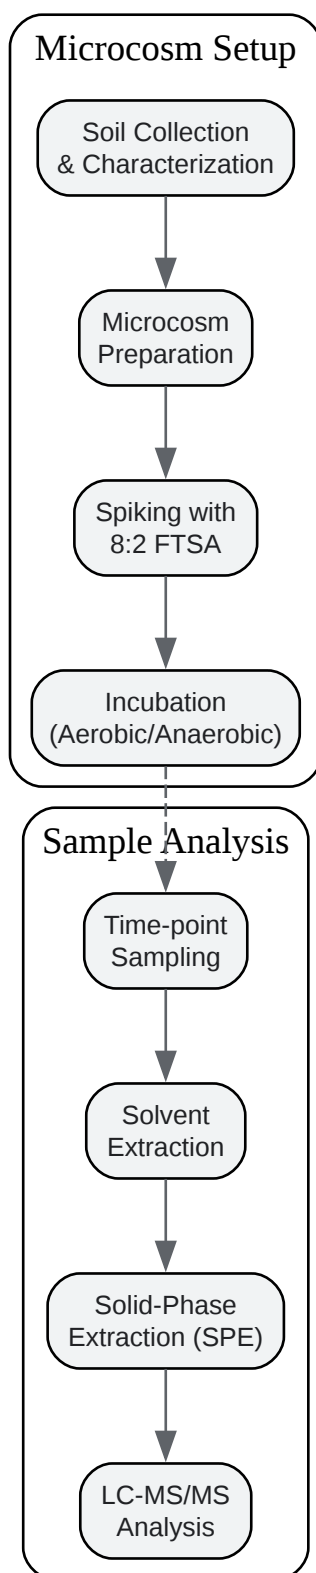 Microcosm Setup
Soil Collection
& Characterization
Microcosm
Preparation
Spiking with
8:2 FTSA
Incubation
(Aerobic/Anaerobic)
Sample Analysis
Time-point
Sampling
Solvent
Extraction
Solid-Phase
Extraction (SPE)
LC-MS/MS
Analysis